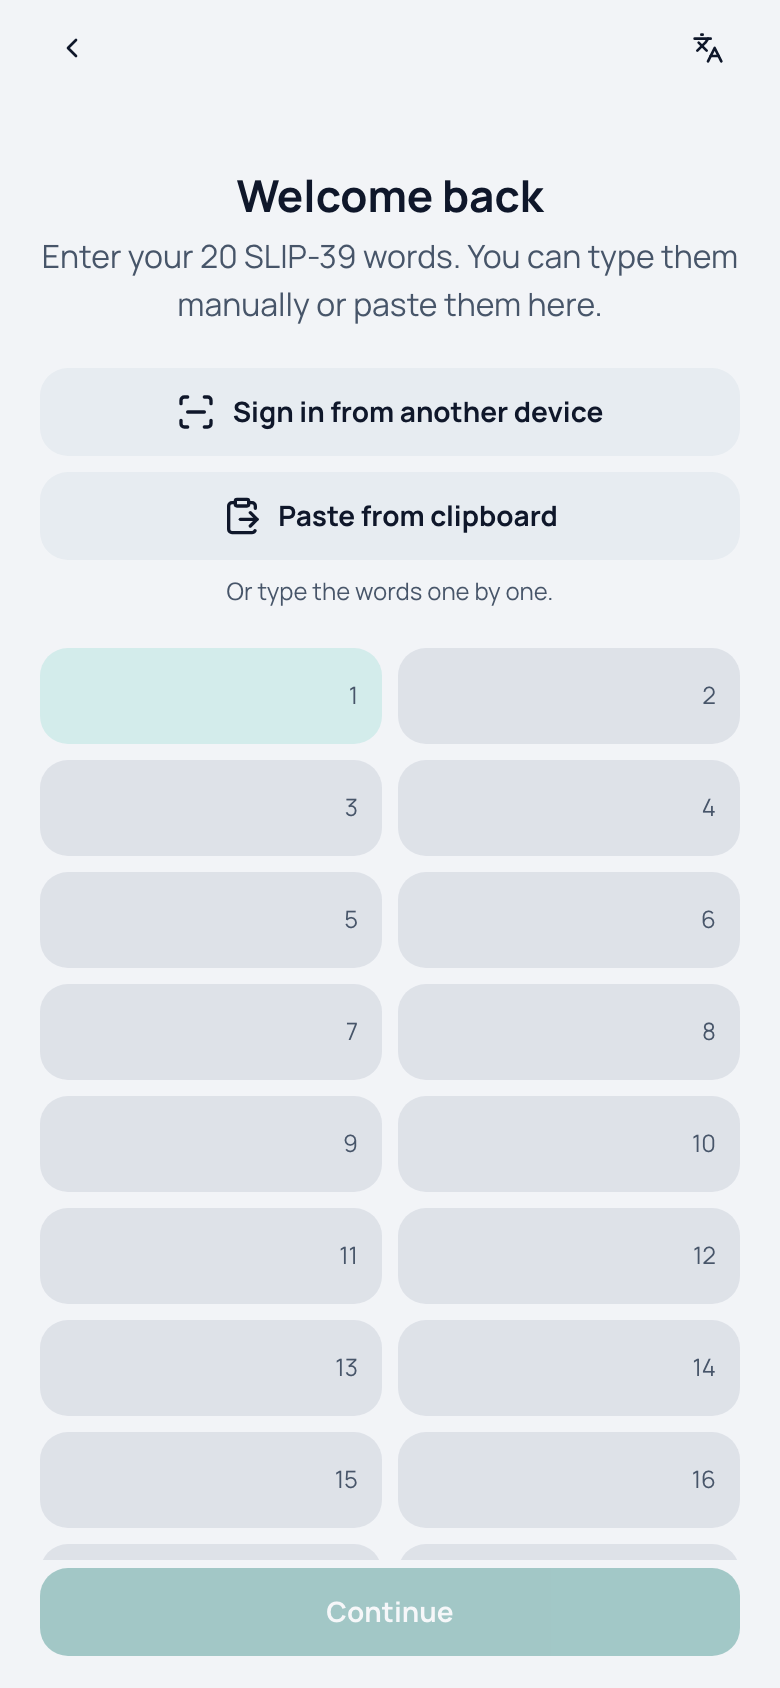 Welcome back
Enter your 20 SLIP-39 words. You can type them
manually or paste them here.
Sign in from another device
Paste from clipboard
Or type the words one by one.
1
2
3
4
5
6
7
8
9
10
11
12
13
14
15
16
Continue